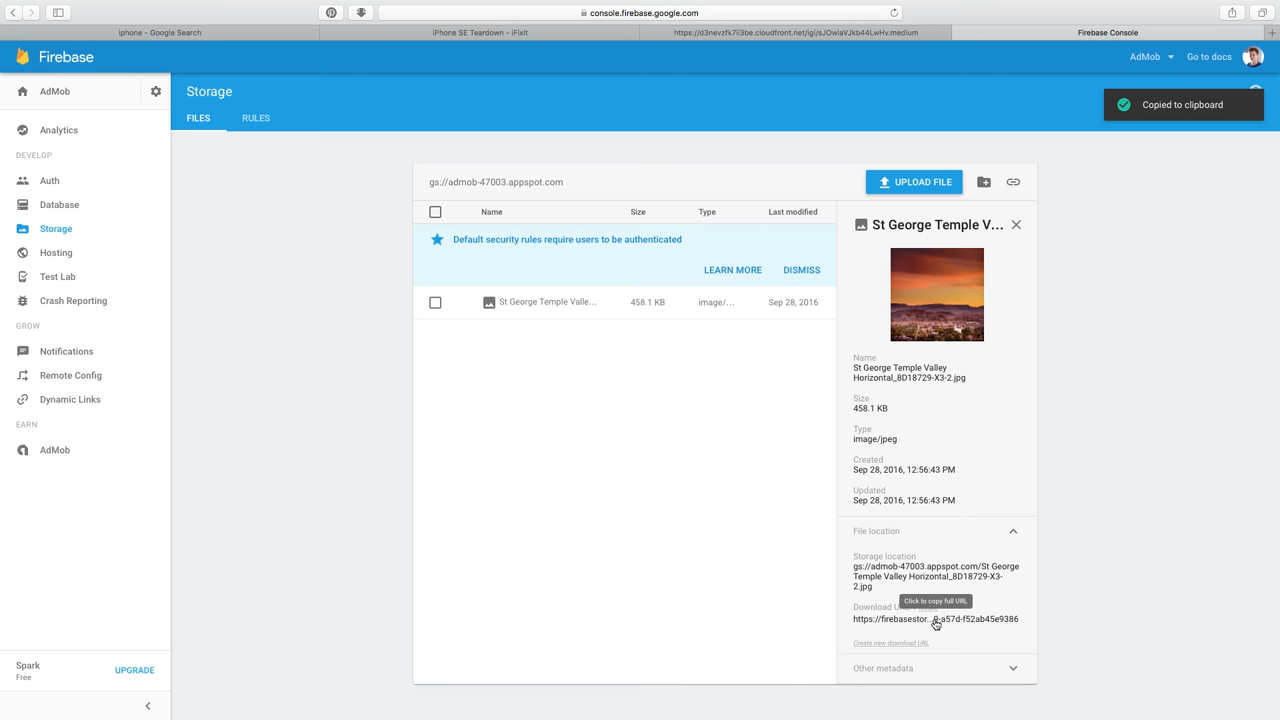 console.firebase.google.com
iphone - Google Search
iPhone SE Teardown - iFixit
https://d3nevzfk7ii3be.cloudfront.net/igi/sJOwlaVJkb44LwHv.medium
Firebase Console
Firebase
AdMob
Go to docs
AdMob
Storage
Copied to clipboard
FILES
RULES
Analytics
DEVELOP
Auth
Database
Storage
Hosting
Test Lab
Crash Reporting
GROW
Notifications
Remote Config
Dynamic Links
EARN
AdMob
Spark
Free
UPGRADE
gs://admob-47003.appspot.com
UPLOAD FILE
Name
Size
Type
Last modified
Default security rules require users to be authenticated
LEARN MORE
DISMISS
St George Temple Valle...
458.1 KB
image/...
Sep 28, 2016
St George Temple V...
Name
St George Temple Valley
Horizontal_8D18729-X3-2.jpg
Size
458.1 KB
Type
image/jpeg
Created
Sep 28, 2016, 12:56:43 PM
Updated
Sep 28, 2016, 12:56:43 PM
File location
Storage location
gs://admob-47003.appspot.com/St George
Temple Valley Horizontal_8D18729-X3-
2.jpg
Click to copy full URL
Download
https://firebasestor...-a57d-f52ab45e9386
Create new download URL
Other metadata